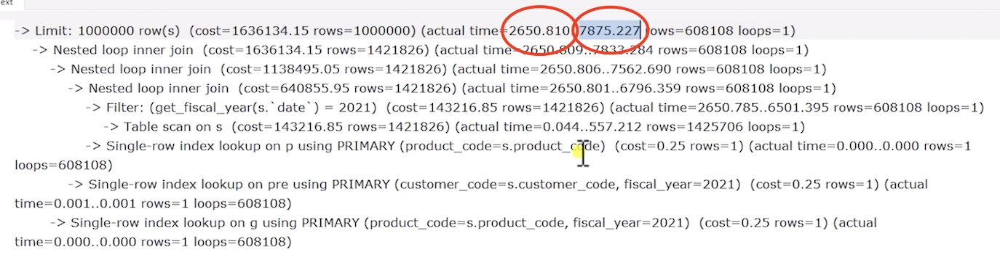 ext
-> Limit: 1000000 row(s)  (cost=1636134.15 rows=1000000) (actual time=2650.810..7875.227 rows=608108 loops=1)
-> Nested loop inner join  (cost=1636134.15 rows=1421826) (actual time=2650.809..7833.284 rows=608108 loops=1)
-> Nested loop inner join  (cost=1138495.05 rows=1421826) (actual time=2650.806..7562.690 rows=608108 loops=1)
-> Nested loop inner join  (cost=640855.95 rows=1421826) (actual time=2650.801..6796.359 rows=608108 loops=1)
-> Filter: (get_fiscal_year(s.`date`) = 2021)  (cost=143216.85 rows=1421826) (actual time=2650.785..6501.395 rows=608108 loops=1)
-> Table scan on s  (cost=143216.85 rows=1421826) (actual time=0.044..557.212 rows=1425706 loops=1)
-> Single-row index lookup on p using PRIMARY (product_code=s.product_code)  (cost=0.25 rows=1) (actual time=0.000..0.000 rows=1
loops=608108)
-> Single-row index lookup on pre using PRIMARY (customer_code=s.customer_code, fiscal_year=2021)  (cost=0.25 rows=1) (actual
time=0.001..0.001 rows=1 loops=608108)
-> Single-row index lookup on g using PRIMARY (product_code=s.product_code, fiscal_year=2021)  (cost=0.25 rows=1) (actual
time=0.000..0.000 rows=1 loops=608108)